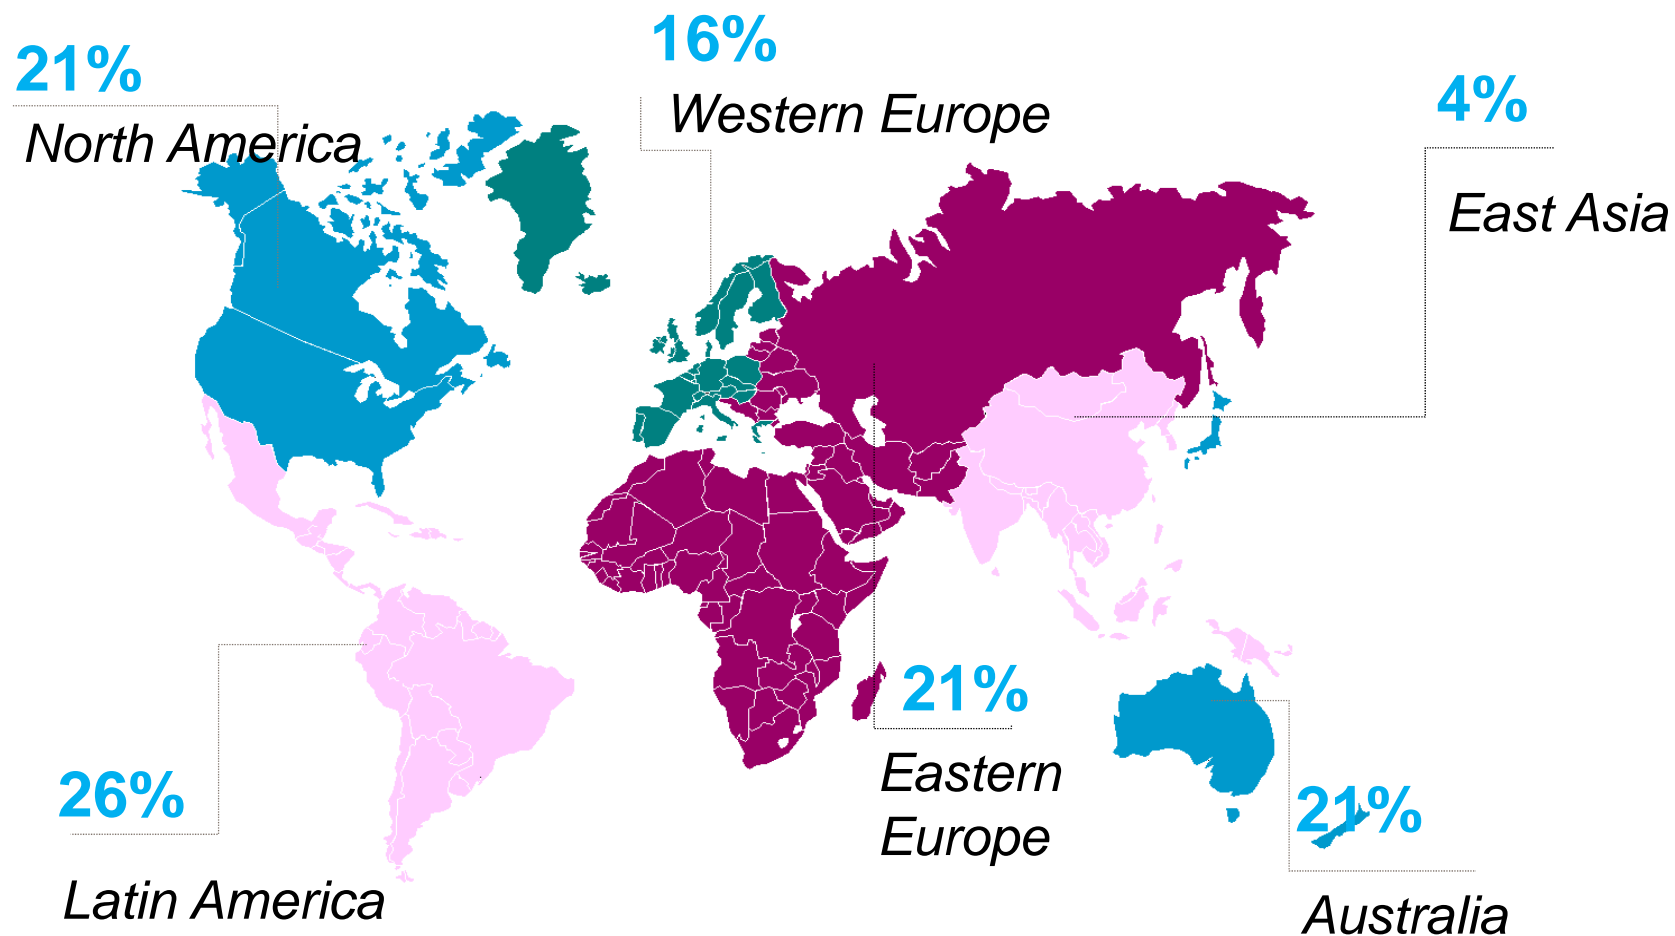 21%
North America
16%
Western Europe
4%
East Asia
26%
Latin America
21%
Eastern
Europe
21%
Australia